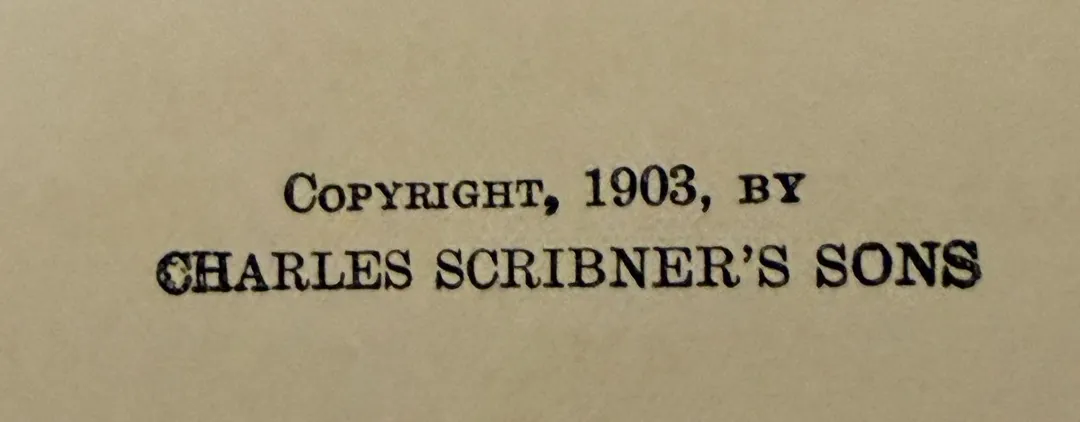 Copyright, 1903, by
CHARLES SCRIBNER'S SONS